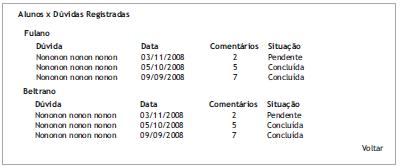 Alunos x Dúvidas Registradas
Fulano
Dúvida Data Comentários Situação
Nononon nonon nonon 03/11/2008 2 Pendente
Nononon nonon nonon 05/10/2008 5 Concluída
Nononon nonon nonon 09/09/2008 7 Concluída
Beltrano
Dúvida Data Comentários Situação
Nononon nonon nonon 03/11/2008 2 Pendente
Nononon nonon nonon 05/10/2008 5 Concluída
Nononon nonon nonon 09/09/2008 7 Concluída
Voltar